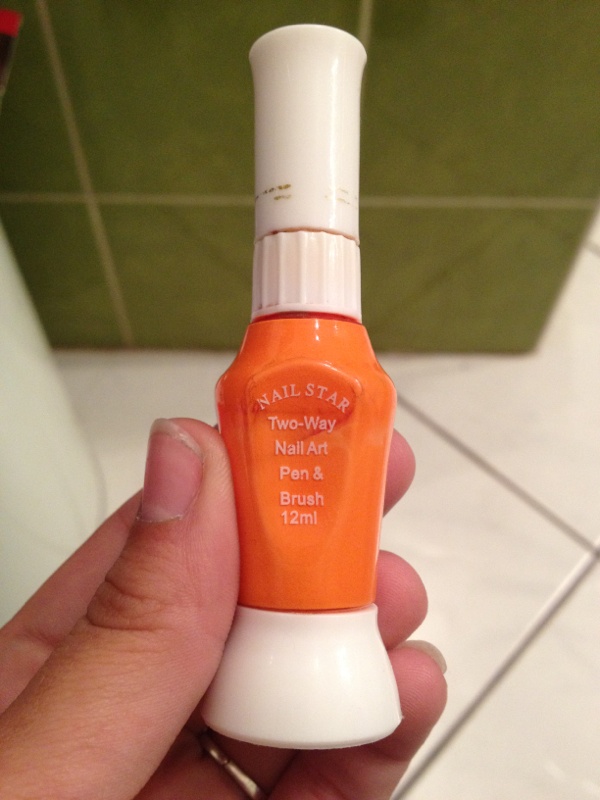 NAIL STAR
Two-Way
Nail Art
Pen &
Brush
12ml